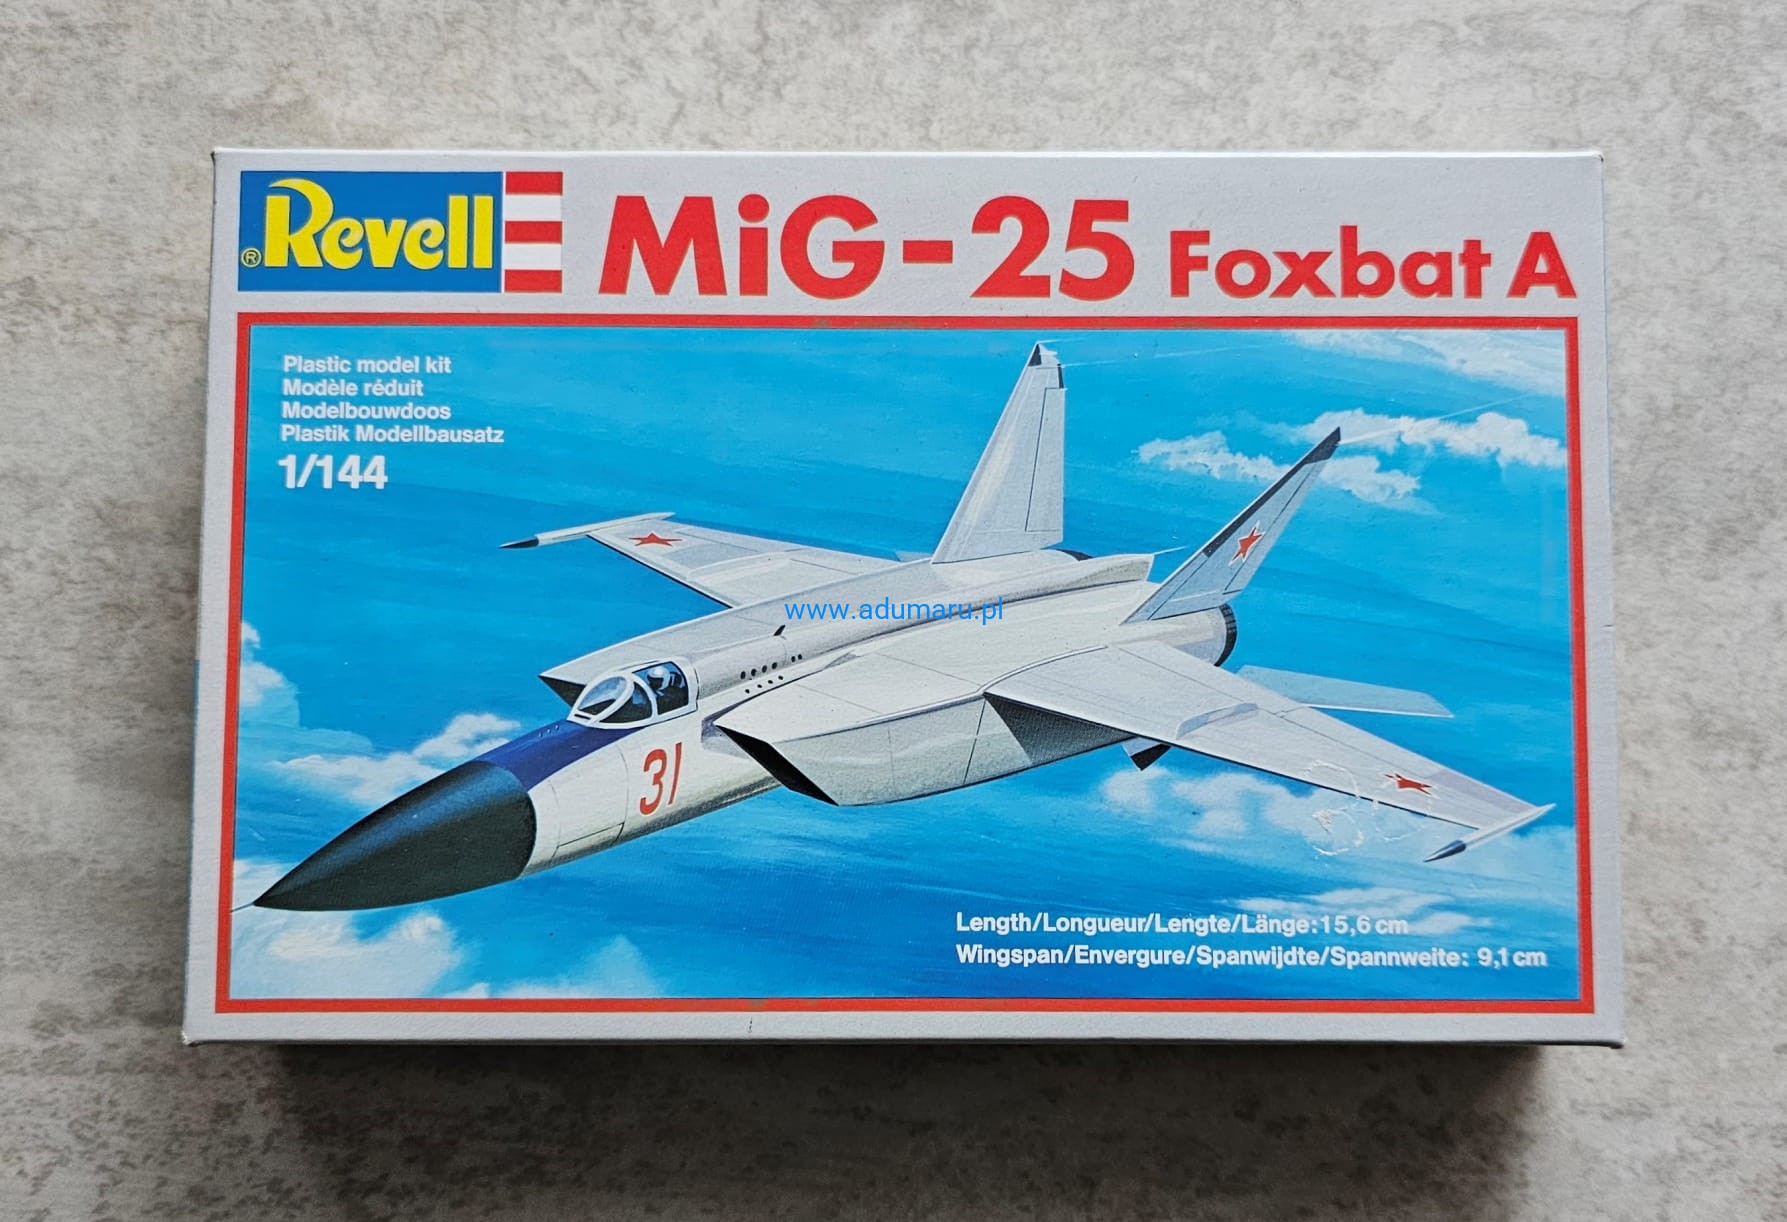 ® Revell
MiG-25 Foxbat A
Plastic model kit
Modèle réduit
Modelbouwdoos
Plastik Modellbausatz
1/144
www.adumaru.pl
31
Length/Longueur/Lengte/Länge:15,6 cm
Wingspan/Envergure/Spanwijdte/Spannweite: 9,1 cm